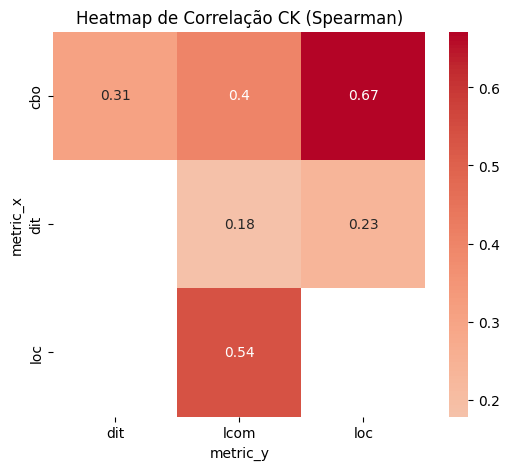 Heatmap de Correlação CK (Spearman)
cbo
0.31
0.4
0.67
dit
0.18
0.23
loc
0.54
metric_x
dit
lcom
loc
metric_y
0.6
0.5
0.4
0.3
0.2